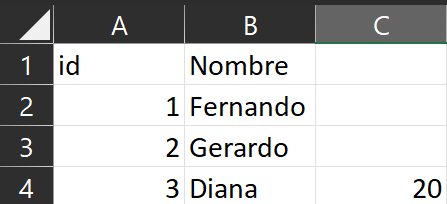 A B C
1 id Nombre
2 1 Fernando
3 2 Gerardo
4 3 Diana 20